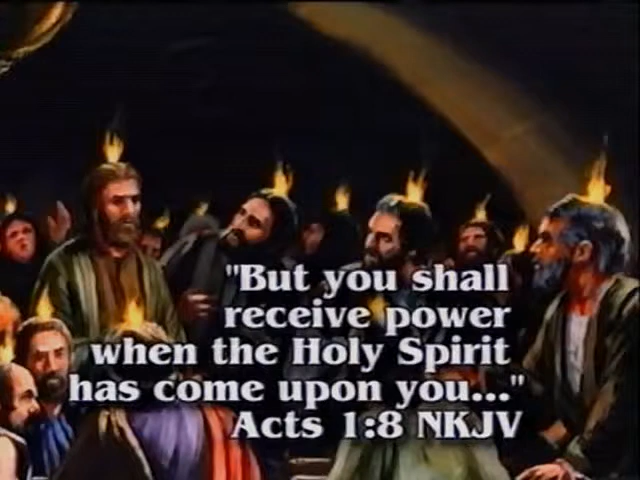 "But you shall
receive power
when the Holy Spirit
has come upon you..."
Acts 1:8 NKJV